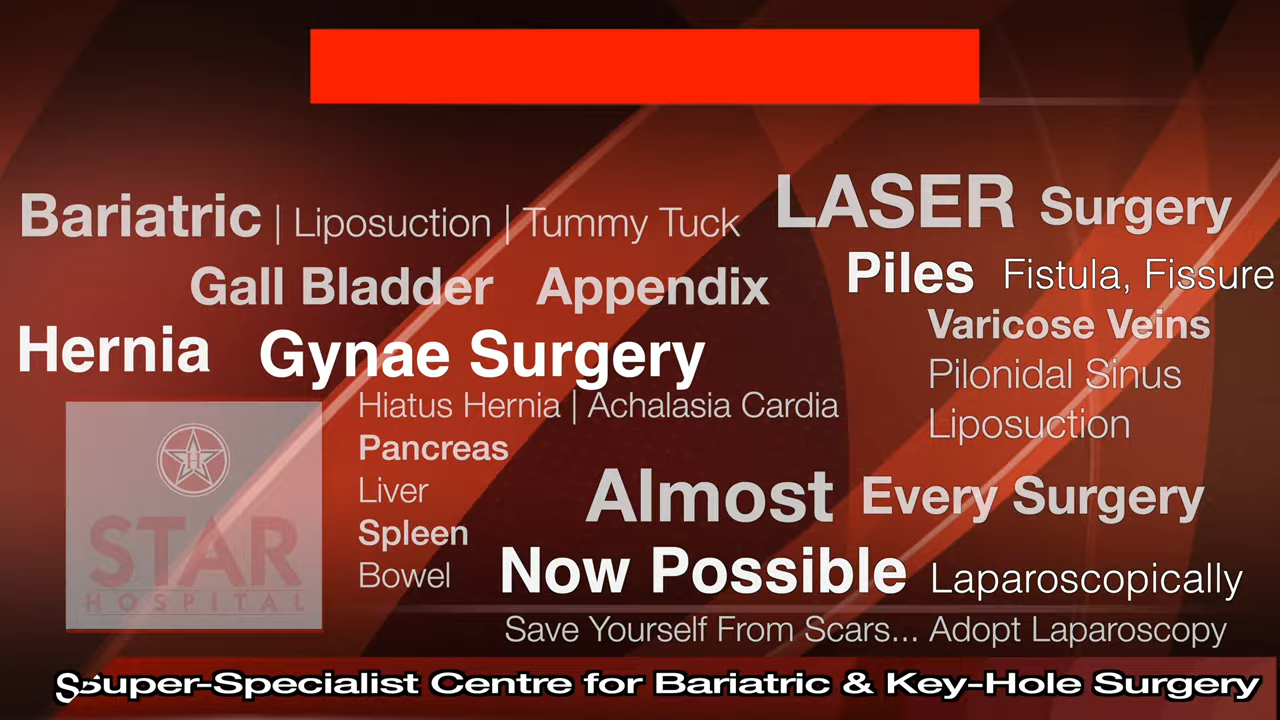 Bariatric | Liposuction | Tummy Tuck
Gall Bladder Appendix
Hernia Gynae Surgery
Hiatus Hernia | Achalasia Cardia
Pancreas
Liver
Spleen
Bowel
LASER Surgery
Piles Fistula, Fissure
Varicose Veins
Pilonidal Sinus
Liposuction
Almost Every Surgery
Now Possible Laparoscopically
Save Yourself From Scars... Adopt Laparoscopy
STAR
HOSPITAL
Super-Specialist Centre for Bariatric & Key-Hole Surgery